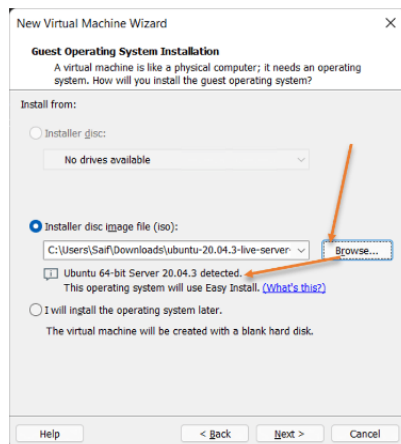 New Virtual Machine Wizard
Guest Operating System Installation
A virtual machine is like a physical computer; it needs an operating
system. How will you install the guest operating system?
Install from:
Installer disc:
No drives available
Installer disc image file (iso):
C:\Users\Saif\Downloads\ubuntu-20.04.3-live-server-
Browse...
Ubuntu 64-bit Server 20.04.3 detected.
This operating system will use Easy Install. (What's this?)
I will install the operating system later.
The virtual machine will be created with a blank hard disk.
Help
< Back
Next >
Cancel